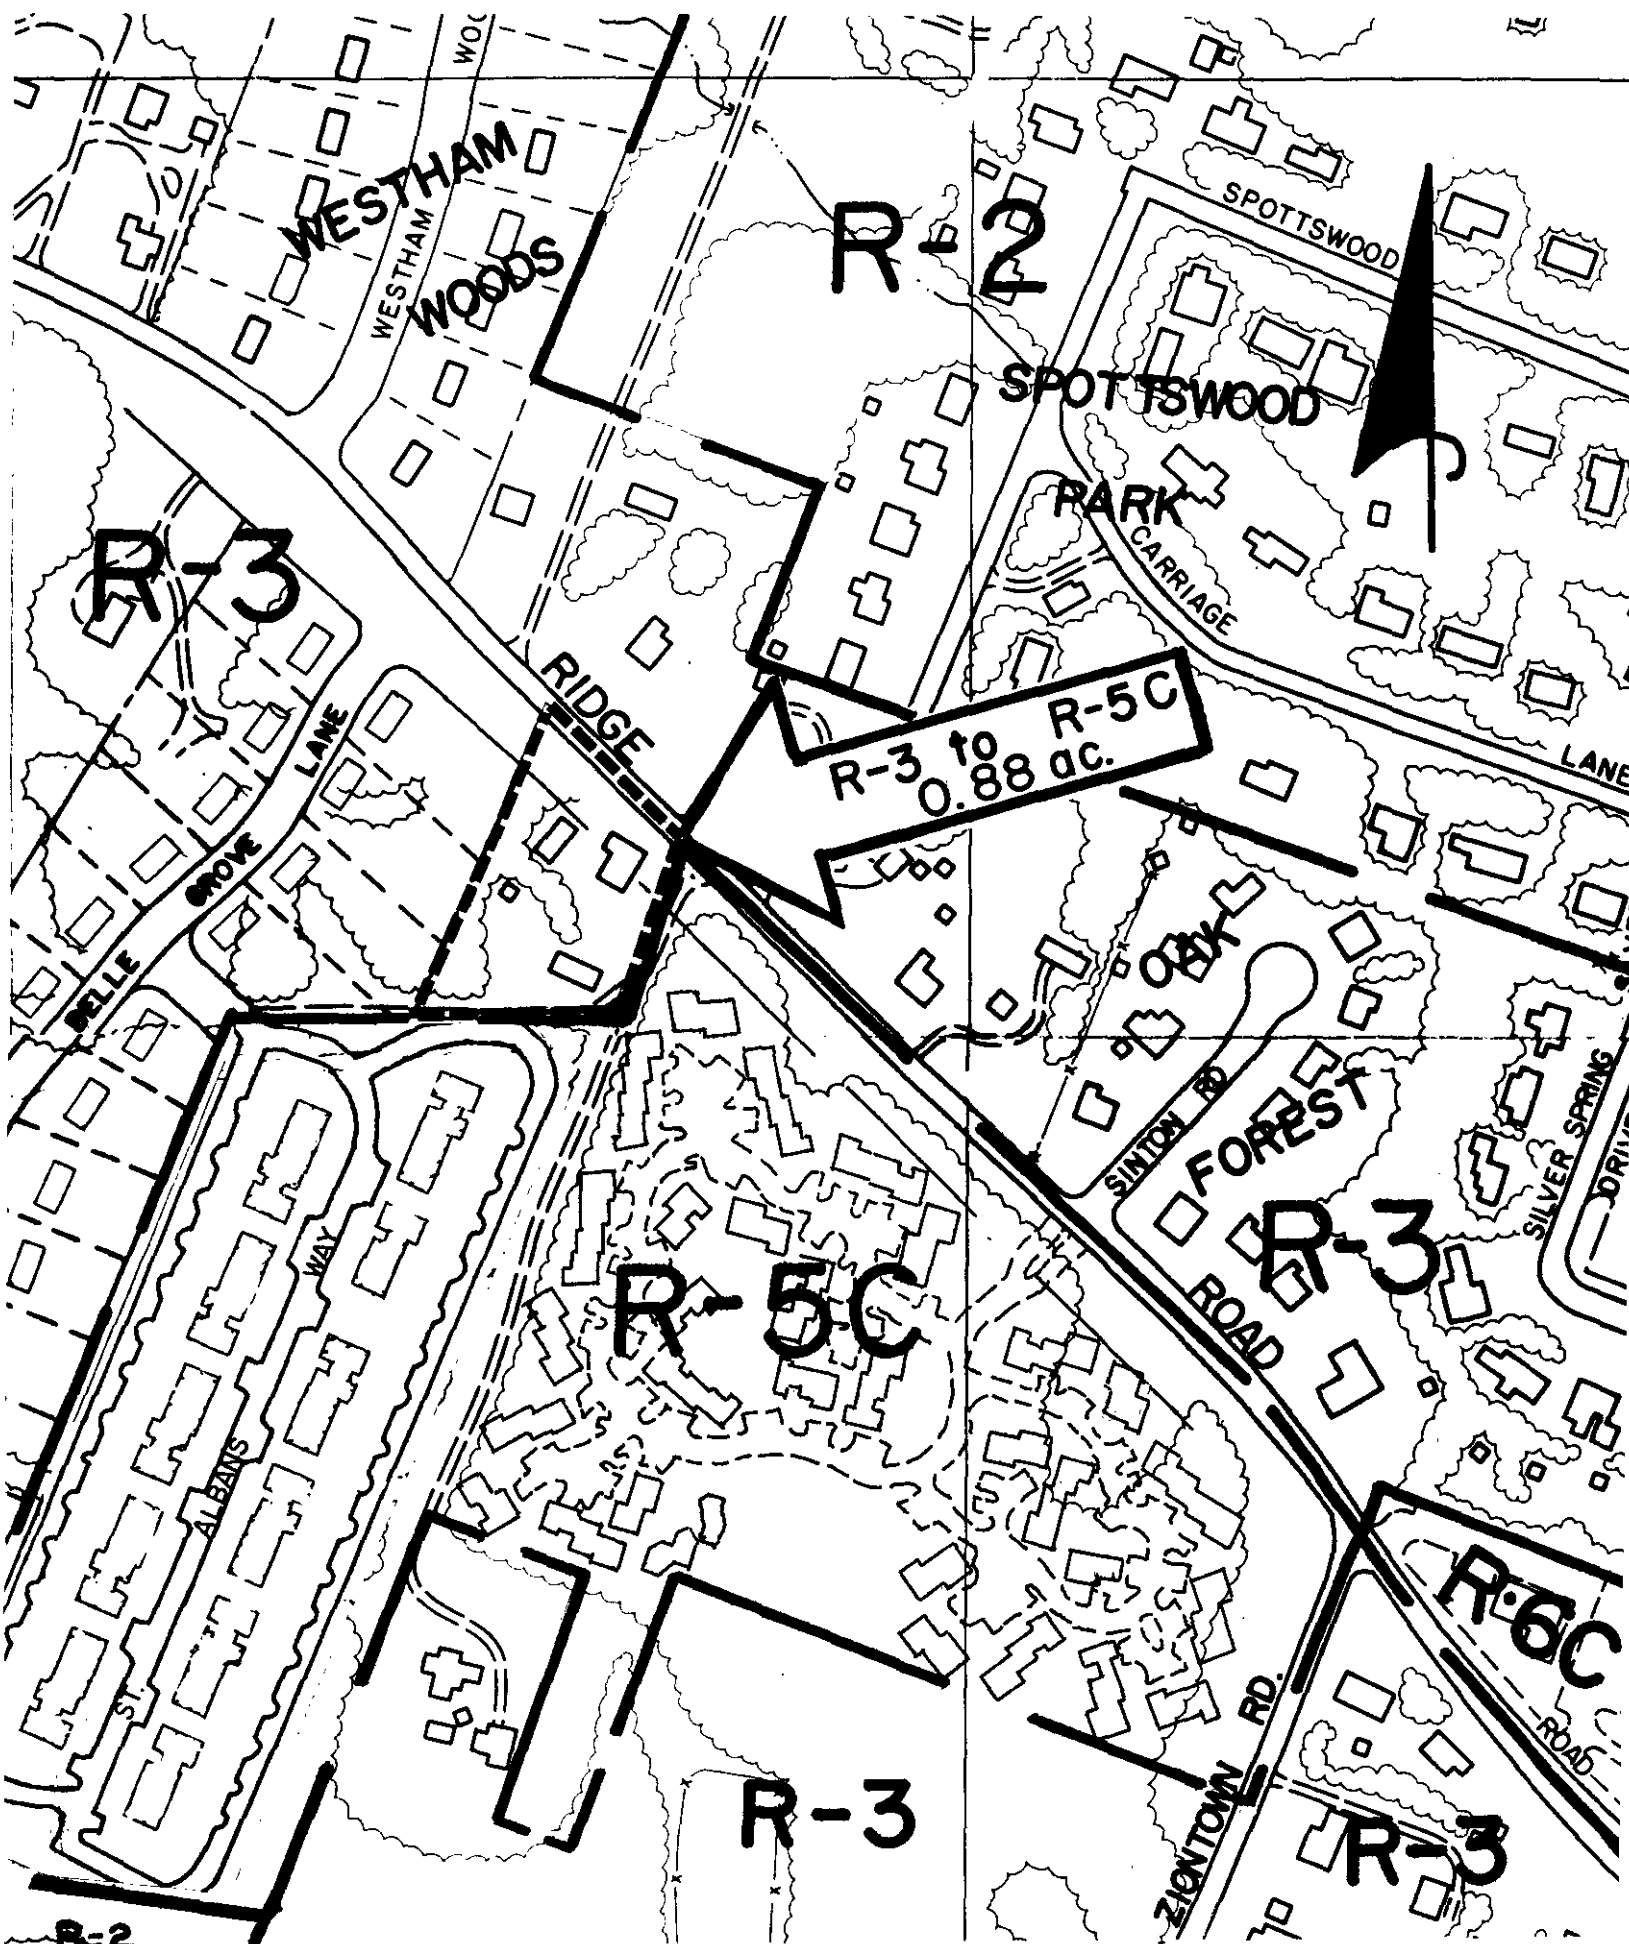 WOO
WESTHAM
WOODS
WESTHAM
R-2
SPOTTSWOOD
SPOTTSWOOD
PARK
CARRIAGE
LANE
R-3
RIDGE
R-3 to R-5C
0.88 ac.
BELLE GROVE LANE
OAK
FOREST
SINTON RD
SILVER SPRING
DRIVE
R-3
ROAD
R-5C
ST. ALBANS WAY
R-6C
ROAD
ZIONTOWN RD.
R-3
R-3
R-2